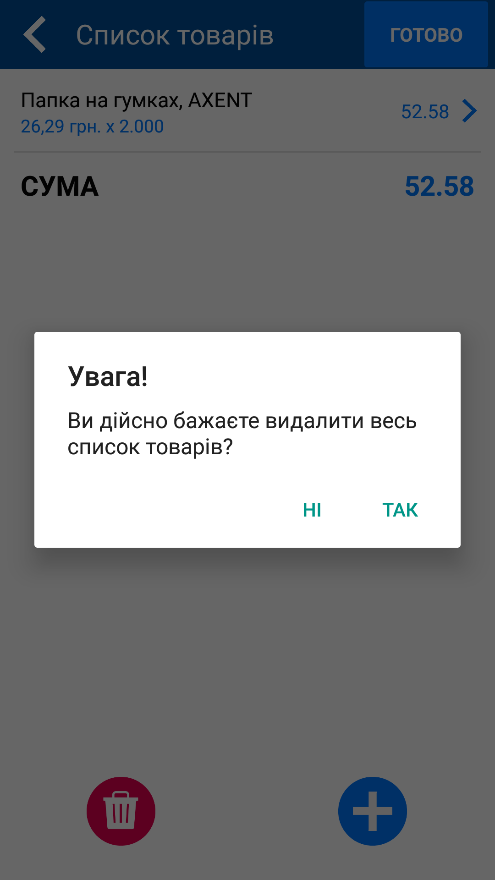 Список товарів
ГОТОВО
Папка на гумках, AXENT
26,29 грн. x 2.000
52.58
СУМА
52.58
Увага!
Ви дійсно бажаєте видалити весь
список товарів?
НІ
ТАК